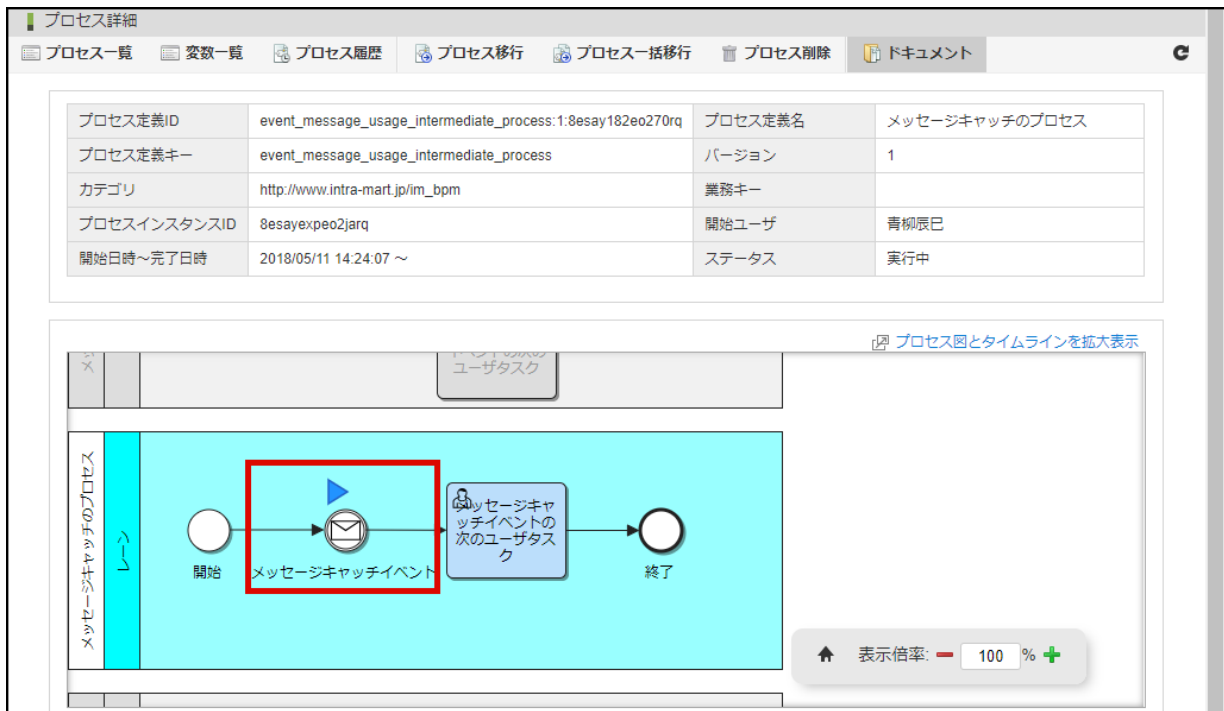 プロセス詳細
プロセス一覧 変数一覧 プロセス履歴 プロセス移行 プロセス一括移行 プロセス削除 ドキュメント
プロセス定義ID event_message_usage_intermediate_process:1:8esay182eo270rq プロセス定義名 メッセージキャッチのプロセス
プロセス定義キー event_message_usage_intermediate_process バージョン 1
カテゴリ http://www.intra-mart.jp/im_bpm 業務キー
プロセスインスタンスID 8esayexpeo2jarq 開始ユーザ 青柳辰巳
開始日時～完了日時 2018/05/11 14:24:07 ～ ステータス 実行中
プロセス図とタイムラインを拡大表示
ユーザタスク
メッセージキャッチのプロセス
レーン
開始
メッセージキャッチイベント
メッセージキャ
ッチイベントの
次のユーザタス
ク
終了
表示倍率: 100 %